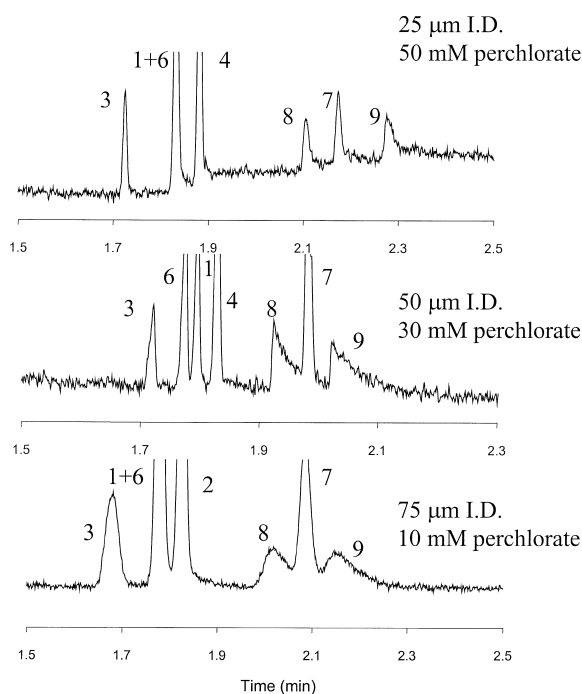 25 μm I.D.
50 mM perchlorate
3
1+6
4
8
7
9
1.5 1.7 1.9 2.1 2.3 2.5
50 μm I.D.
30 mM perchlorate
3
6
1
4
8
7
9
1.5 1.7 1.9 2.1 2.3
75 μm I.D.
10 mM perchlorate
3
1+6
2
8
7
9
1.5 1.7 1.9 2.1 2.3 2.5
Time (min)